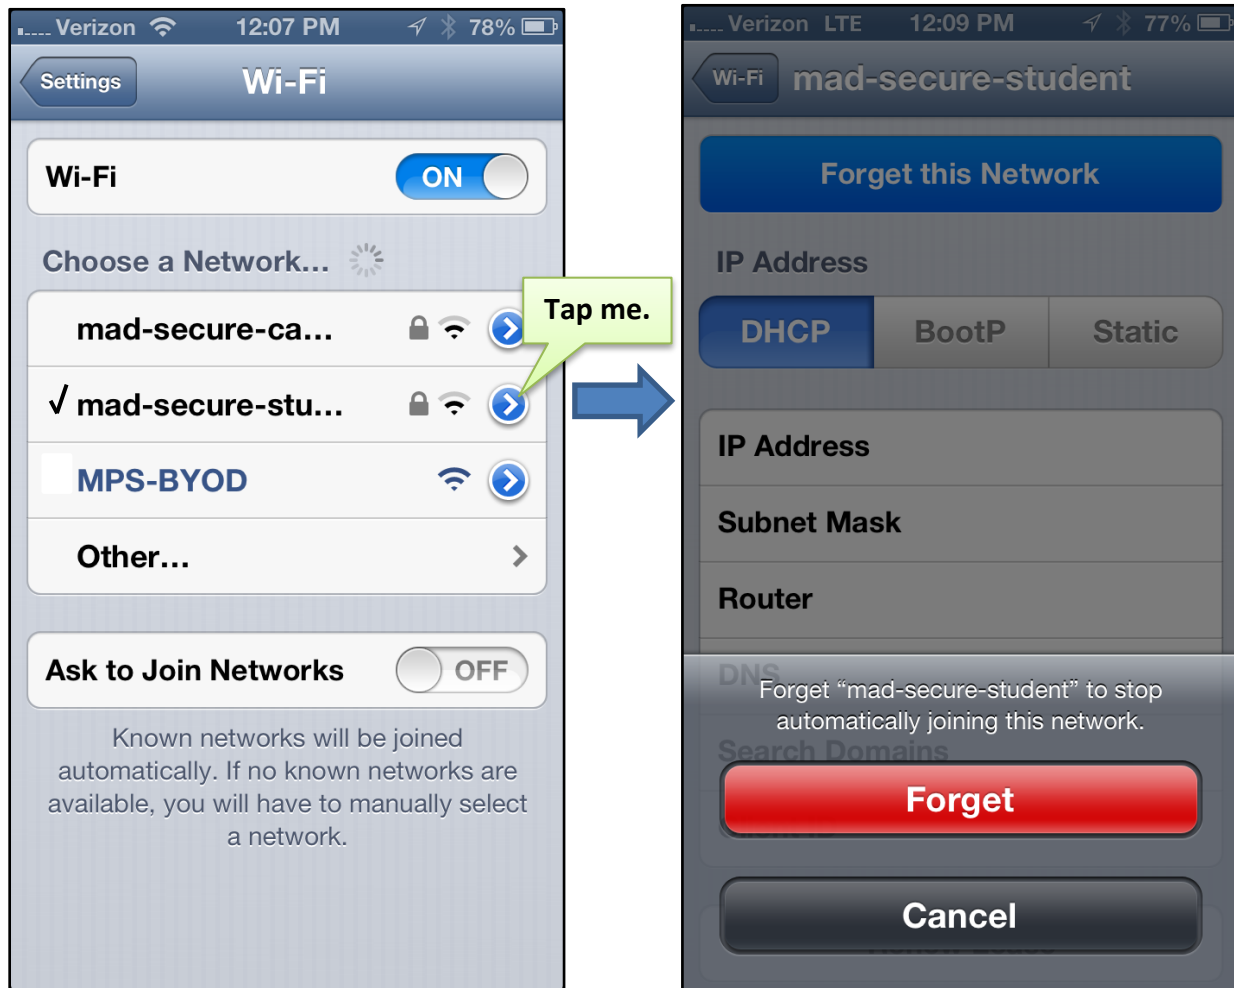 Verizon 12:07 PM 78%
Settings Wi-Fi
Wi-Fi ON
Choose a Network...
mad-secure-ca...
mad-secure-stu...
MPS-BYOD
Other...
Ask to Join Networks OFF
Known networks will be joined
automatically. If no known networks are
available, you will have to manually select
a network.
Tap me.
Verizon LTE 12:09 PM 77%
Wi-Fi mad-secure-student
Forget this Network
IP Address
DHCP BootP Static
IP Address
Subnet Mask
Router
DNS
Forget “mad-secure-student” to stop
automatically joining this network.
Search Domains
Forget
Cancel